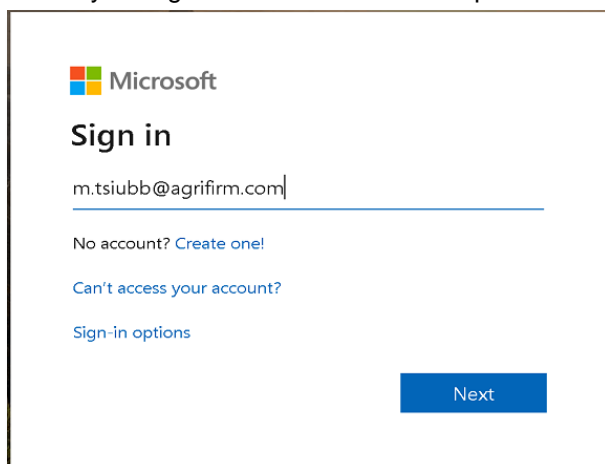 Microsoft
Sign in
m.tsiubb@agrifirm.com
No account? Create one!
Can't access your account?
Sign-in options
Next